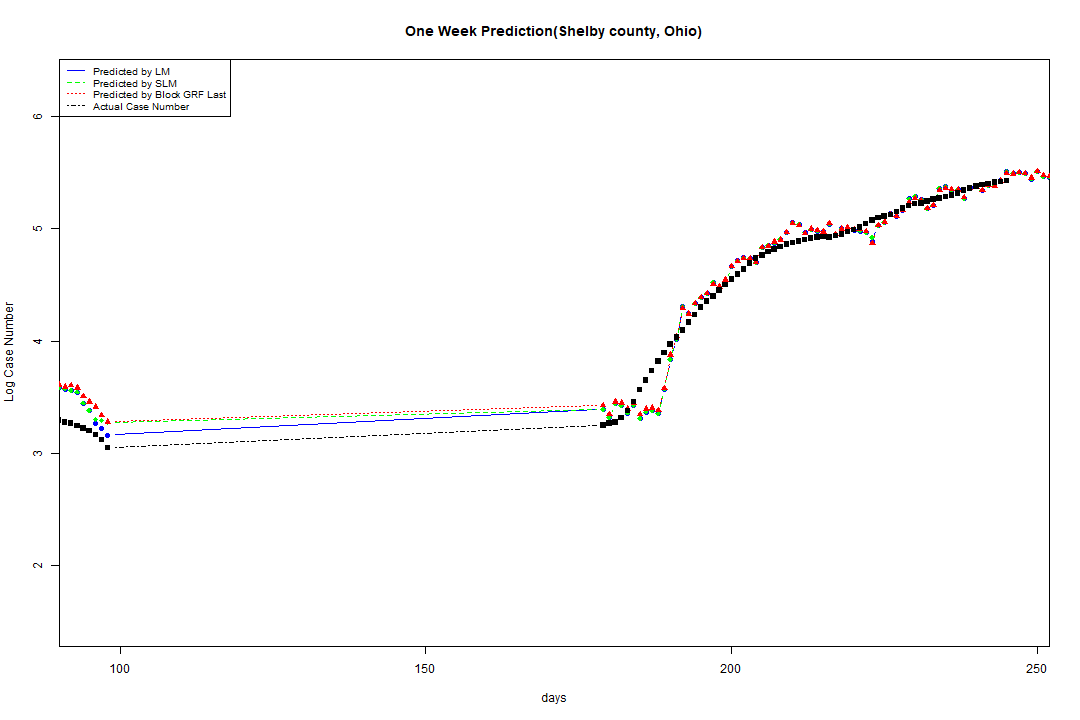 One Week Prediction(Shelby county, Ohio)
Predicted by LM
Predicted by SLM
Predicted by Block GRF Last
Actual Case Number
6
5
4
3
2
Log Case Number
100
150
200
250
days